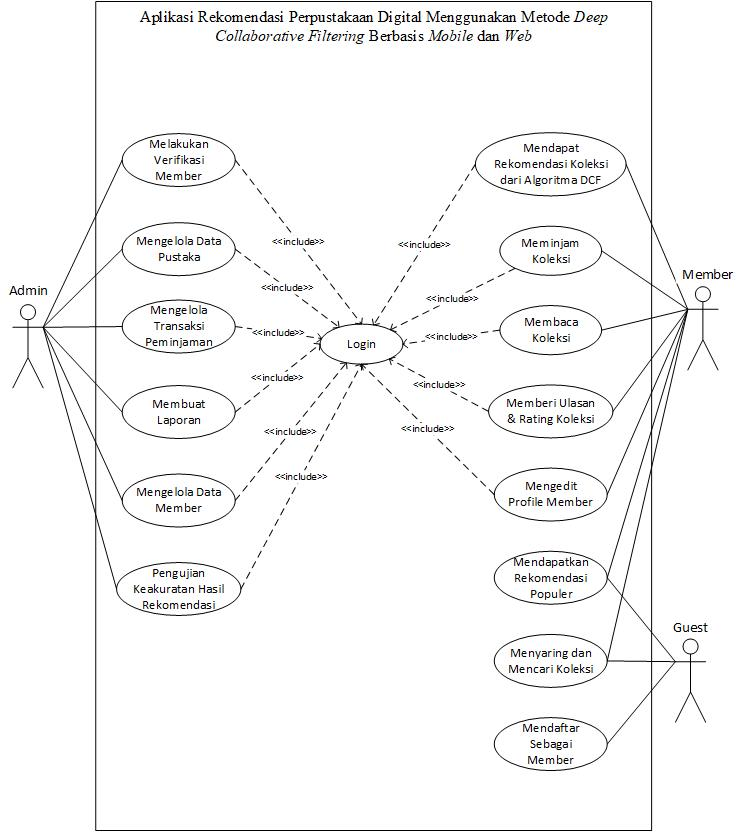 Aplikasi Rekomendasi Perpustakaan Digital Menggunakan Metode Deep
Collaborative Filtering Berbasis Mobile dan Web
Melakukan
Verifikasi
Member
Mengelola Data
Pustaka
Mengelola
Transaksi
Peminjaman
Membuat
Laporan
Mengelola Data
Member
Pengujian
Keakuratan Hasil
Rekomendasi
Admin
<<include>>
<<include>>
<<include>>
<<include>>
<<include>>
<<include>>
Login
<<include>>
<<include>>
<<include>>
<<include>>
<<include>>
Mendapat
Rekomendasi Koleksi
dari Algoritma DCF
Meminjam
Koleksi
Membaca
Koleksi
Memberi Ulasan
& Rating Koleksi
Mengedit
Profile Member
Mendapatkan
Rekomendasi
Populer
Menyaring dan
Mencari Koleksi
Mendaftar
Sebagai
Member
Member
Guest